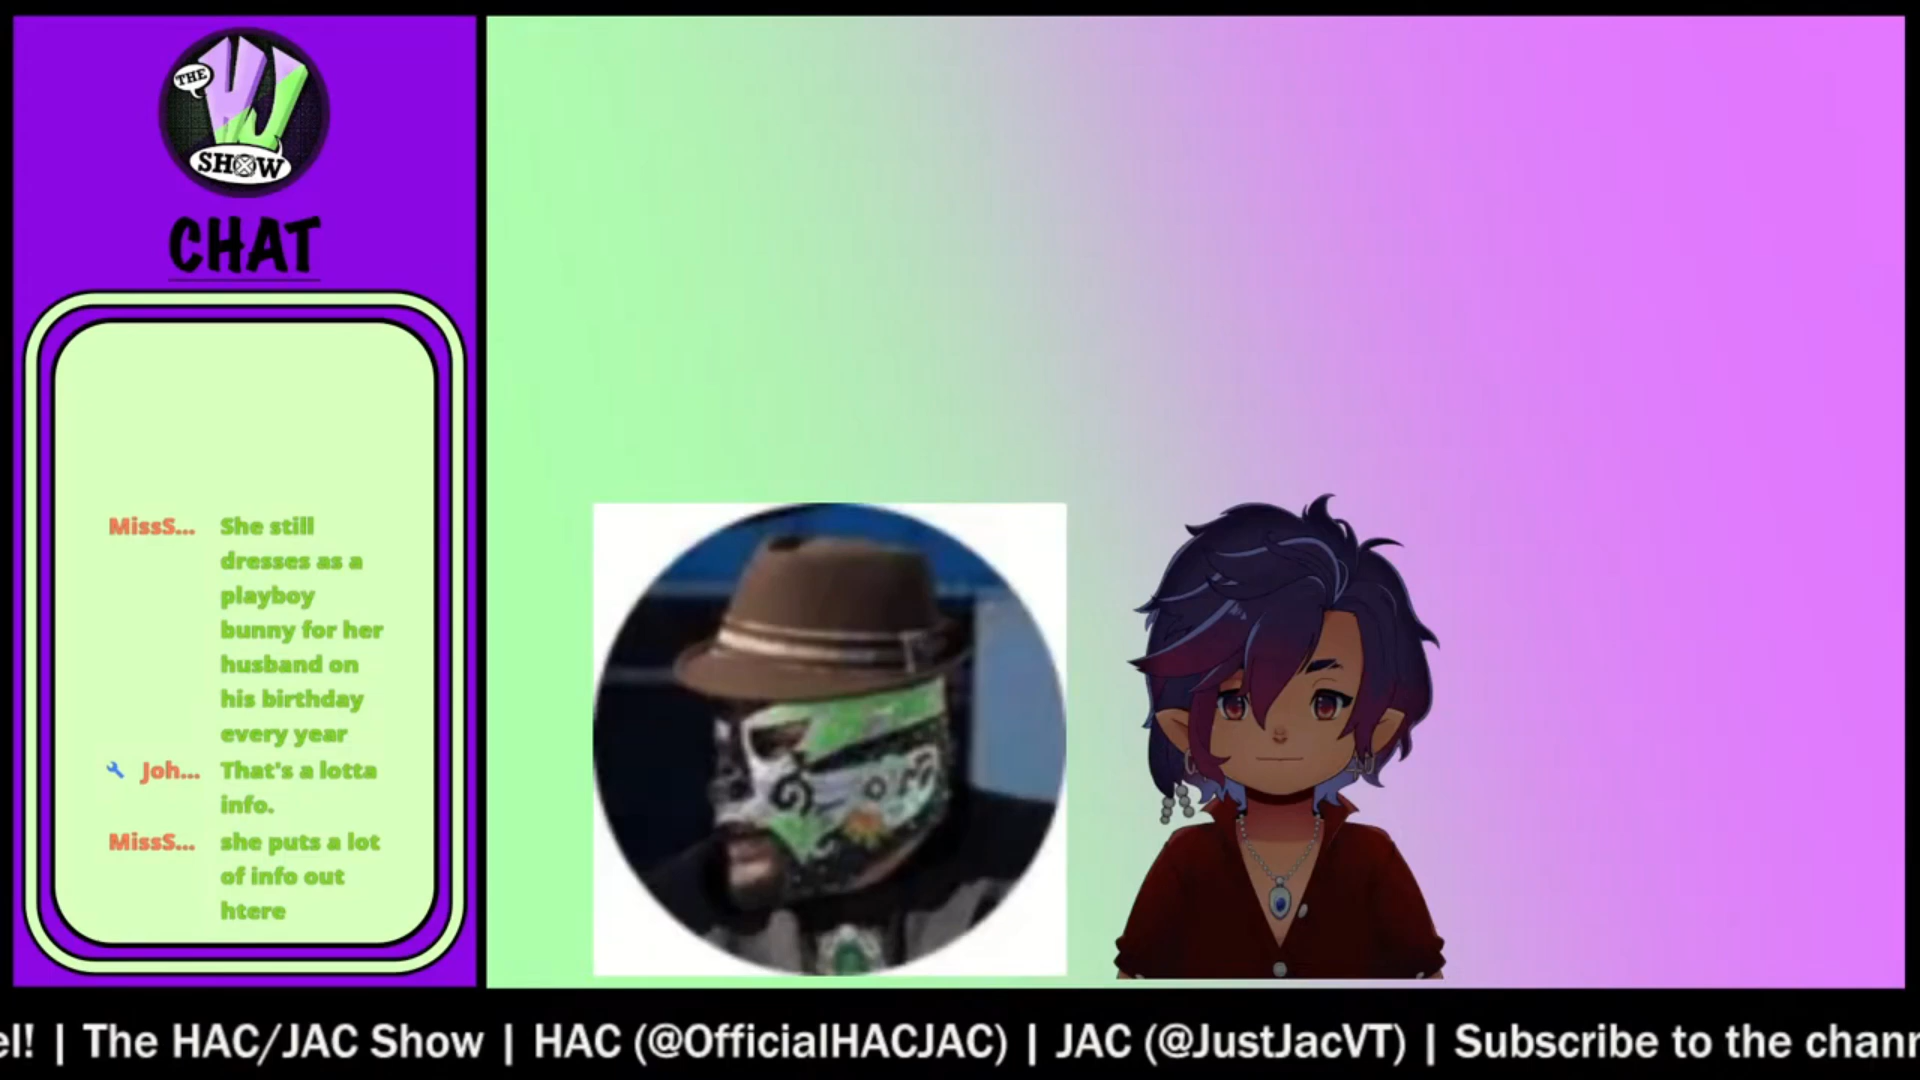 THE
HJ
SHOW
CHAT
MissS... She still
dresses as a
playboy
bunny for her
husband on
his birthday
every year
Joh... That's a lotta
info.
MissS... she puts a lot
of info out
htere
el! | The HAC/JAC Show | HAC (@OfficialHACJAC) | JAC (@JustJacVT) | Subscribe to the chann